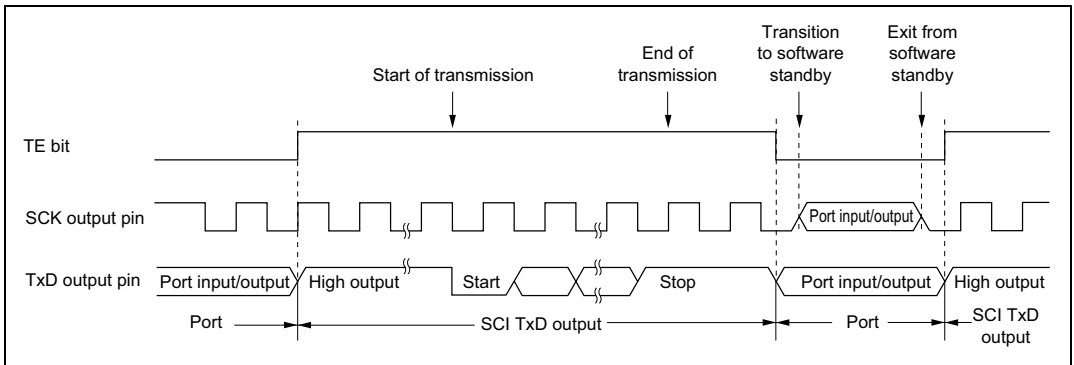 Start of transmission
End of
transmission
Transition
to software
standby
Exit from
software
standby
TE bit
SCK output pin
Port input/output
TxD output pin
Port input/output
High output
Start
Stop
Port input/output
High output
Port
SCI TxD output
Port
SCI TxD
output